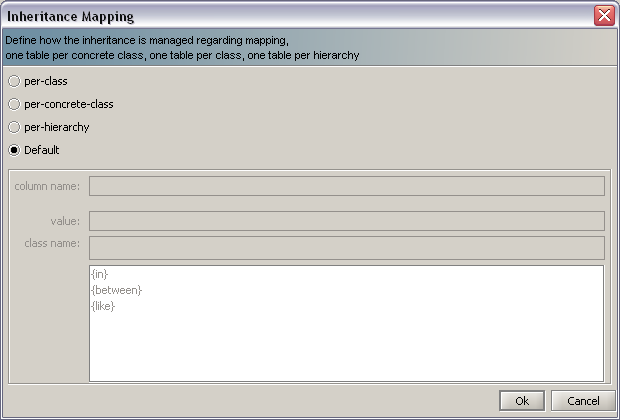 Inheritance Mapping
Define how the inheritance is managed regarding mapping,
one table per concrete class, one table per class, one table per hierarchy
per-class
per-concrete-class
per-hierarchy
Default
column name:
value:
class name:
{in}
{between}
{like}
Ok
Cancel